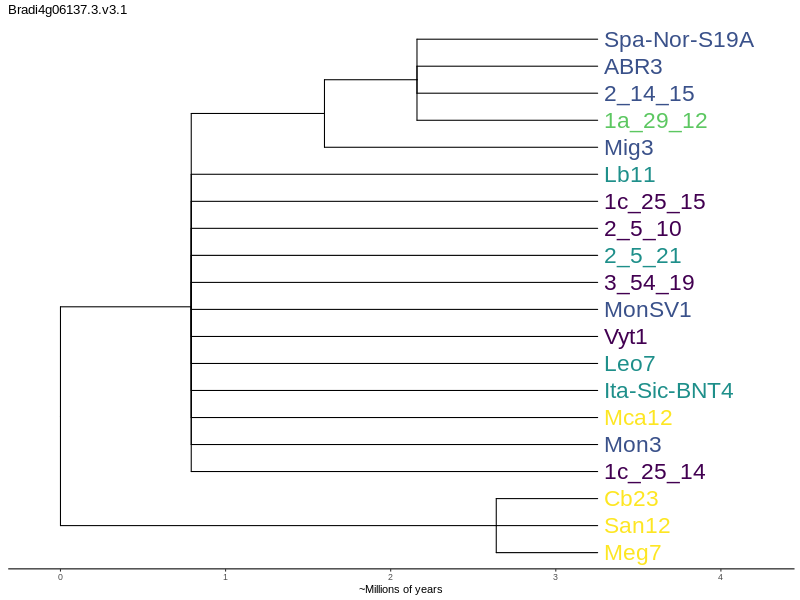 Bradi4g06137.3.v3.1
Spa-Nor-S19A
ABR3
2_14_15
1a_29_12
Mig3
Lb11
1c_25_15
2_5_10
2_5_21
3_54_19
MonSV1
Vyt1
Leo7
Ita-Sic-BNT4
Mca12
Mon3
1c_25_14
Cb23
San12
Meg7
0 1 2 3 4
~Millions of years